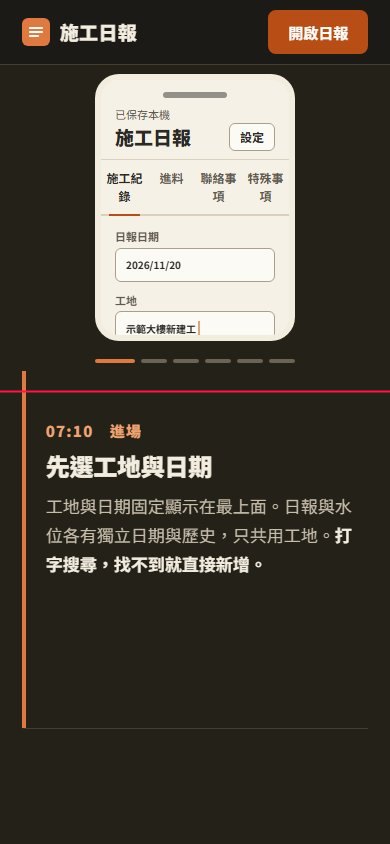 施工日報
開啟日報
已保存本機
施工日報
設定
施工紀錄
進料
聯絡事項
特殊事項
日報日期
2026/11/20
工地
示範大樓新建工
07:10 進場
先選工地與日期
工地與日期固定顯示在最上面。日報與水
位各有獨立日期與歷史，只共用工地。打
字搜尋，找不到就直接新增。